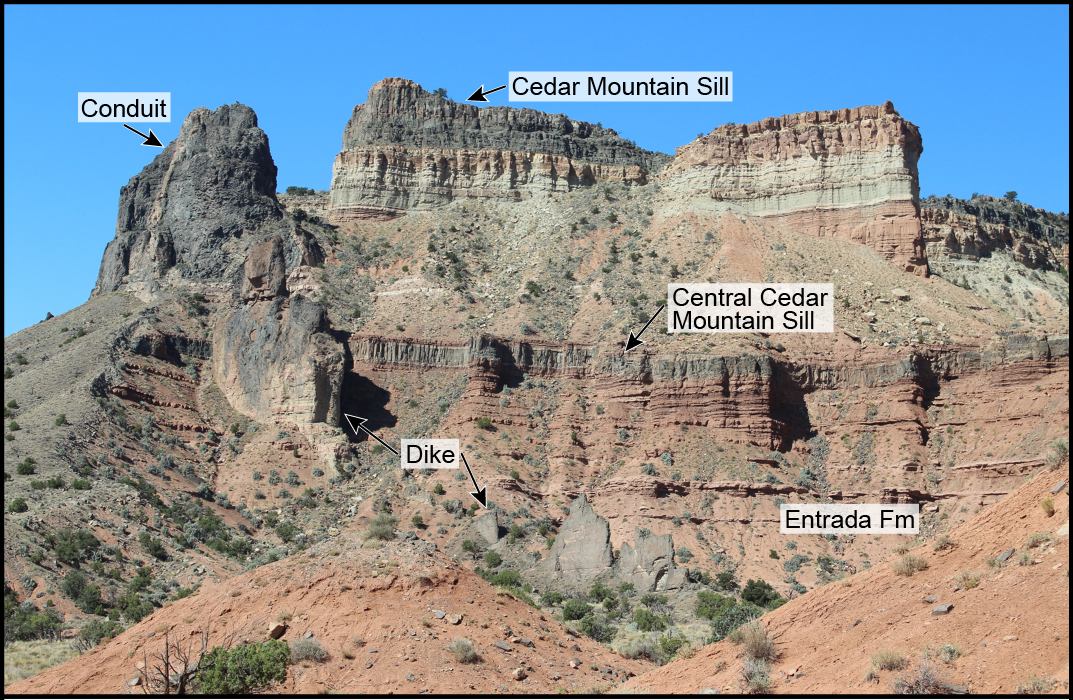 Cedar Mountain Sill
Conduit
Central Cedar
Mountain Sill
Dike
Entrada Fm